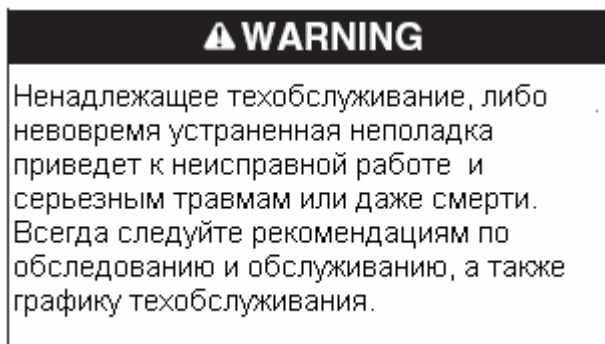 WARNING
Ненадлежащее техобслуживание, либо
невовремя устраненная неполадка
приведет к неисправной работе и
серьезным травмам или даже смерти.
Всегда следуйте рекомендациям по
обследованию и обслуживанию, а также
графику техобслуживания.